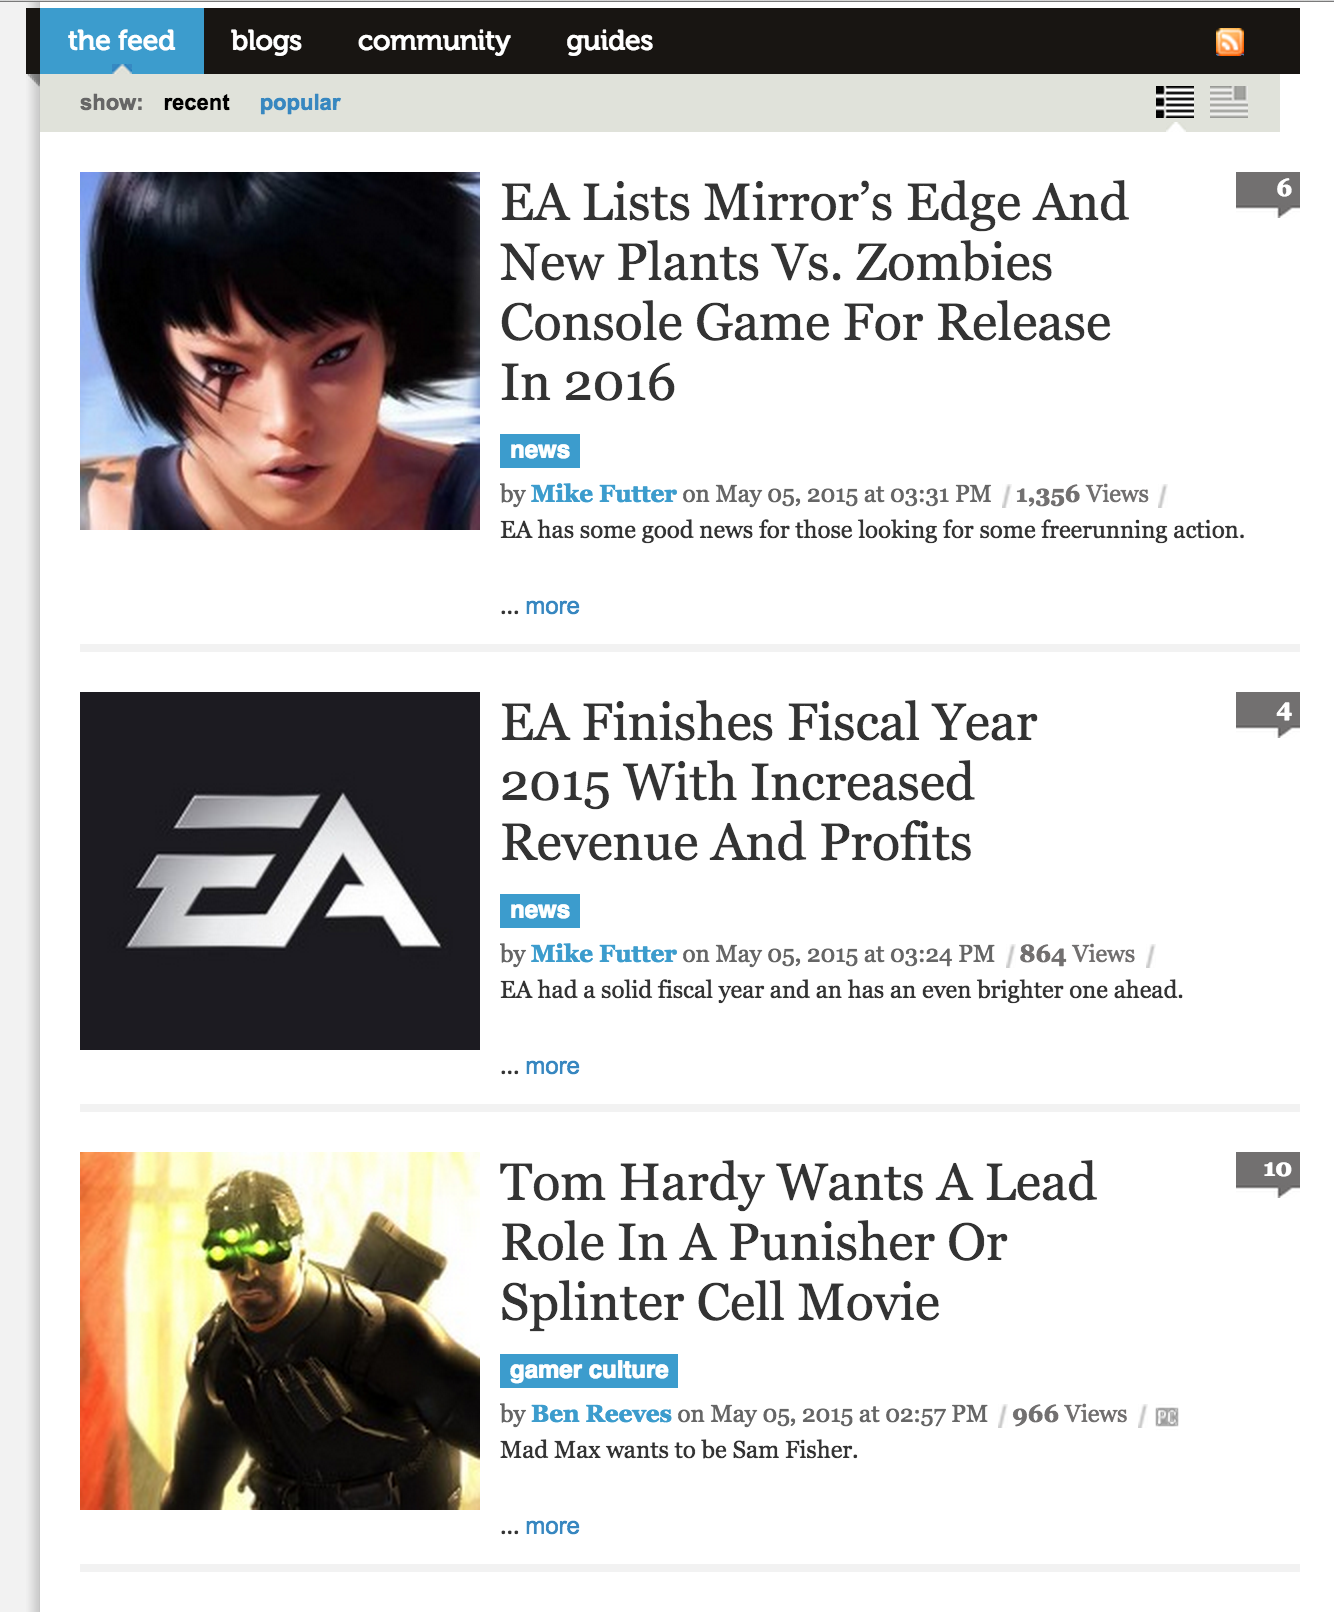 the feed blogs community guides
show: recent popular
EA Lists Mirror’s Edge And
6
New Plants Vs. Zombies
Console Game For Release
In 2016
news
by Mike Futter on May 05, 2015 at 03:31 PM / 1,356 Views /
EA has some good news for those looking for some freerunning action.
... more
EA
EA Finishes Fiscal Year
4
2015 With Increased
Revenue And Profits
news
by Mike Futter on May 05, 2015 at 03:24 PM / 864 Views /
EA had a solid fiscal year and an has an even brighter one ahead.
... more
Tom Hardy Wants A Lead
10
Role In A Punisher Or
Splinter Cell Movie
gamer culture
by Ben Reeves on May 05, 2015 at 02:57 PM / 966 Views / PC
Mad Max wants to be Sam Fisher.
... more